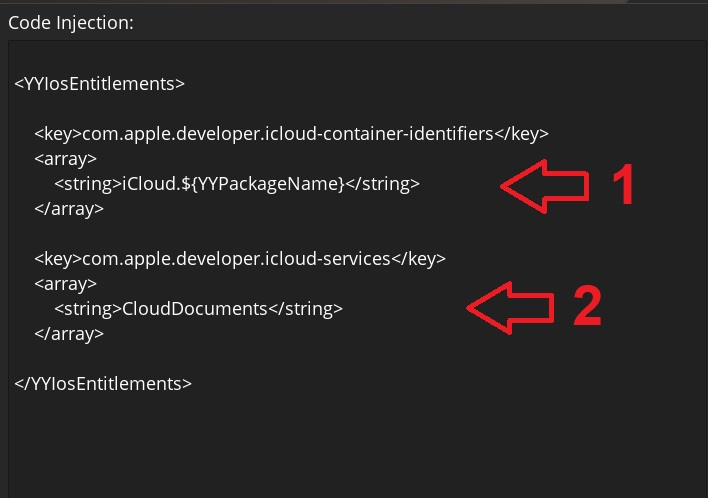 Code Injection:
<YYIosEntitlements>
<key>com.apple.developer.icloud-container-identifiers</key>
<array>
<string>iCloud.${YYPackageName}</string>
1
</array>
<key>com.apple.developer.icloud-services</key>
<array>
<string>CloudDocuments</string>
2
</array>
</YYIosEntitlements>